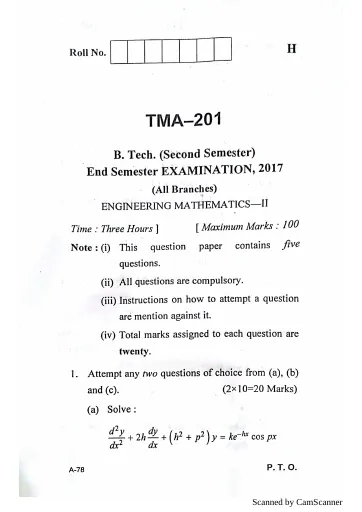 Roll No. H
TMA–201
B. Tech. (Second Semester)
End Semester EXAMINATION, 2017
(All Branches)
ENGINEERING MATHEMATICS—II
Time : Three Hours ] [ Maximum Marks : 100
Note : (i) This question paper contains five
questions.
(ii) All questions are compulsory.
(iii) Instructions on how to attempt a question
are mention against it.
(iv) Total marks assigned to each question are
twenty.
1. Attempt any two questions of choice from (a), (b)
and (c). (2×10=20 Marks)
(a) Solve :
d²y/dx² + 2h dy/dx + (h² + p²) y = ke^{-hx} cos px
A-78 P. T. O.
Scanned by CamScanner